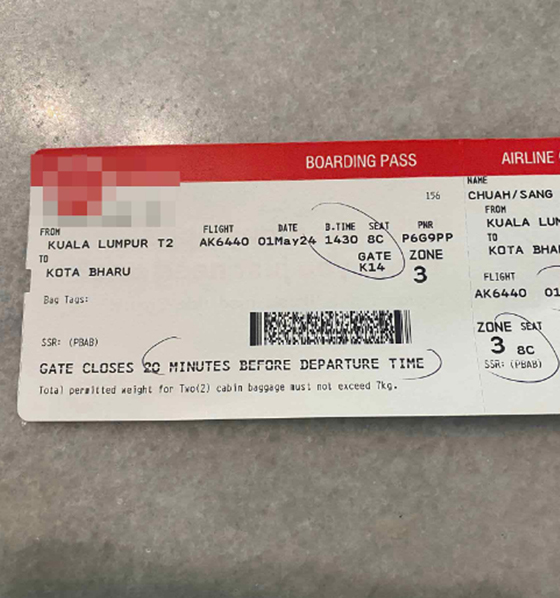 BOARDING PASS
156
FROM
KUALA LUMPUR T2
TO
KOTA BHARU
FLIGHT DATE B.TIME SEAT PNR
AK6440 01May24 1430 8C P6G9PP
GATE ZONE
K14 3
Bag Tags:
SSR: (PBAB)
GATE CLOSES 20 MINUTES BEFORE DEPARTURE TIME
Total permitted weight for Two(2) cabin baggage must not exceed 7kg.
AIRLINE
NAME
CHUAH/SANG
FROM
KUALA LUM
TO
KOTA BHA
FLIGHT
AK6440 01
ZONE SEAT
3 8C
SSR: (PBAB)